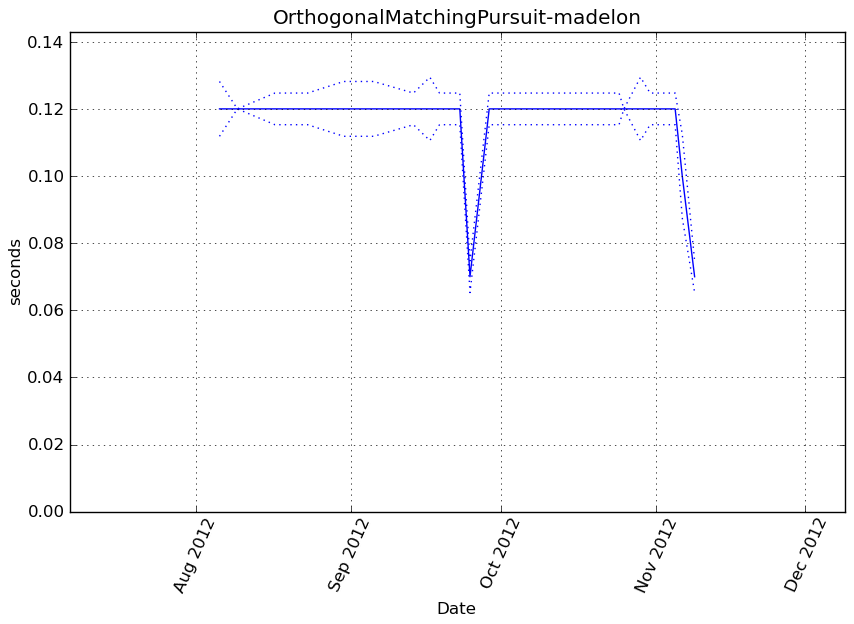 OrthogonalMatchingPursuit-madelon
0.14
0.12
0.10
0.08
0.06
0.04
0.02
0.00
seconds
Aug 2012
Sep 2012
Oct 2012
Nov 2012
Dec 2012
Date